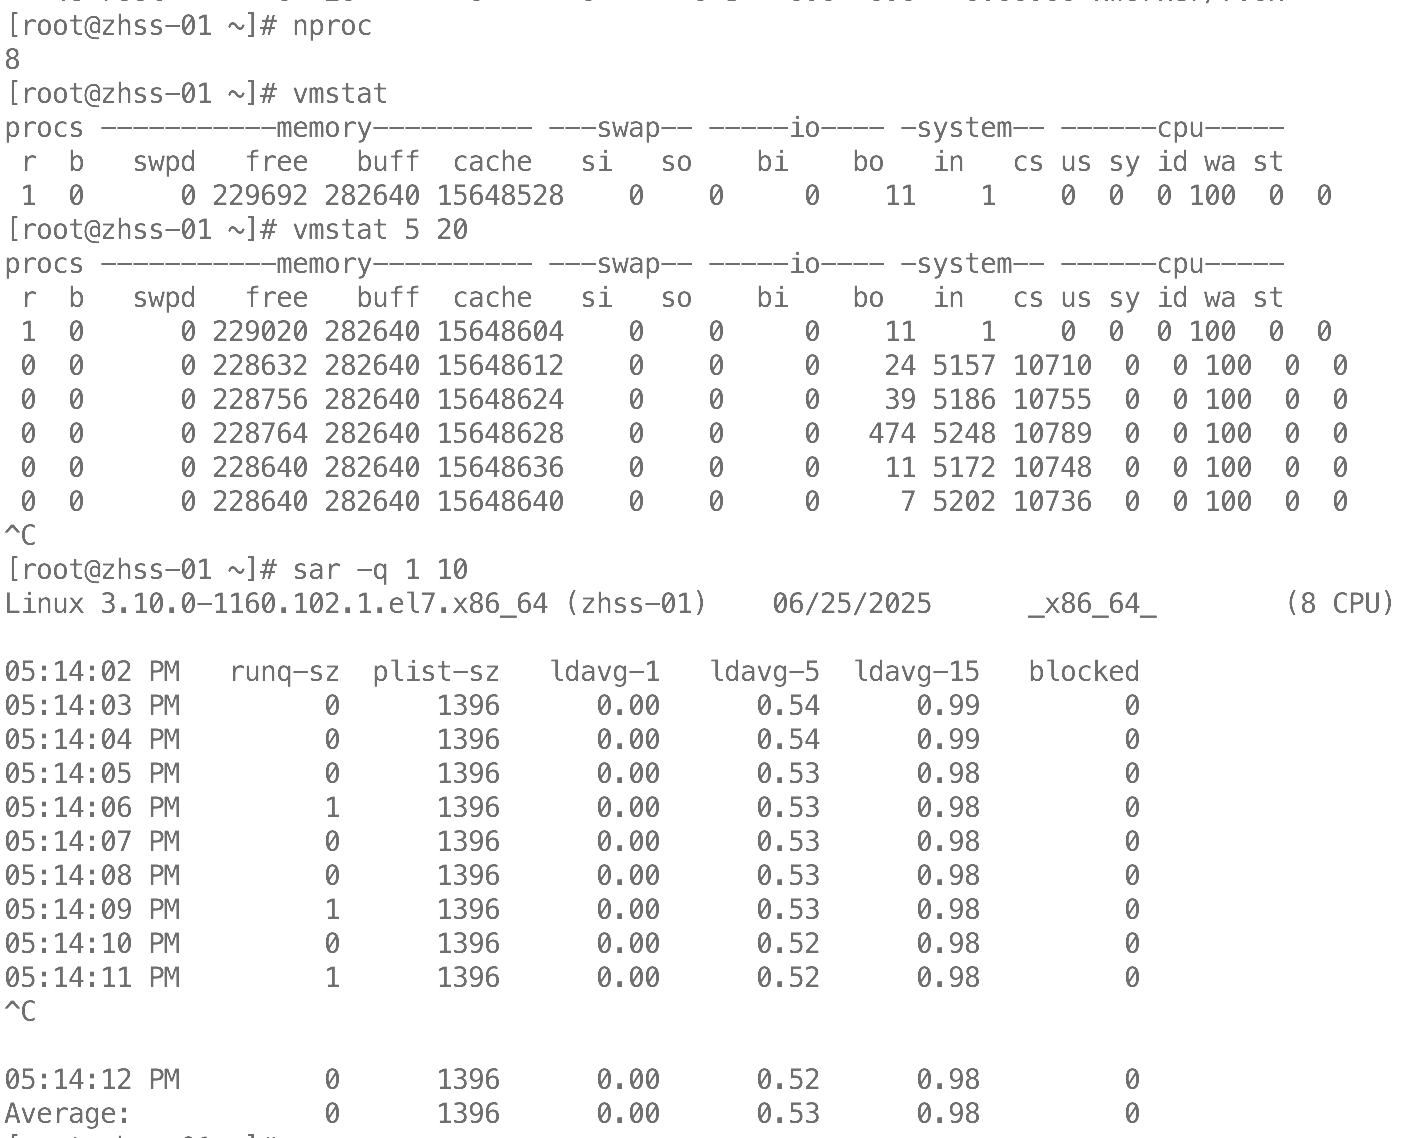 [root@zhss-01 ~]# nproc
8
[root@zhss-01 ~]# vmstat
procs -----------memory---------- ---swap-- -----io---- -system-- ------cpu-----
 r  b   swpd   free   buff  cache   si   so    bi    bo   in   cs us sy id wa st
 1  0      0 229692 282640 15648528    0    0     0    11    1    0  0  0 100  0  0
[root@zhss-01 ~]# vmstat 5 20
procs -----------memory---------- ---swap-- -----io---- -system-- ------cpu-----
 r  b   swpd   free   buff  cache   si   so    bi    bo   in   cs us sy id wa st
 1  0      0 229020 282640 15648604    0    0     0    11    1    0  0  0 100  0  0
 0  0      0 228632 282640 15648612    0    0     0    24 5157 10710  0  0 100  0  0
 0  0      0 228756 282640 15648624    0    0     0    39 5186 10755  0  0 100  0  0
 0  0      0 228764 282640 15648628    0    0     0   474 5248 10789  0  0 100  0  0
 0  0      0 228640 282640 15648636    0    0     0    11 5172 10748  0  0 100  0  0
 0  0      0 228640 282640 15648640    0    0     0     7 5202 10736  0  0 100  0  0
^C
[root@zhss-01 ~]# sar -q 1 10
Linux 3.10.0-1160.102.1.el7.x86_64 (zhss-01)    06/25/2025      _x86_64_        (8 CPU)
05:14:02 PM   runq-sz  plist-sz   ldavg-1   ldavg-5  ldavg-15   blocked
05:14:03 PM         0      1396      0.00      0.54      0.99         0
05:14:04 PM         0      1396      0.00      0.54      0.99         0
05:14:05 PM         0      1396      0.00      0.53      0.98         0
05:14:06 PM         1      1396      0.00      0.53      0.98         0
05:14:07 PM         0      1396      0.00      0.53      0.98         0
05:14:08 PM         0      1396      0.00      0.53      0.98         0
05:14:09 PM         1      1396      0.00      0.53      0.98         0
05:14:10 PM         0      1396      0.00      0.52      0.98         0
05:14:11 PM         1      1396      0.00      0.52      0.98         0
^C
05:14:12 PM         0      1396      0.00      0.52      0.98         0
Average:            0      1396      0.00      0.53      0.98         0